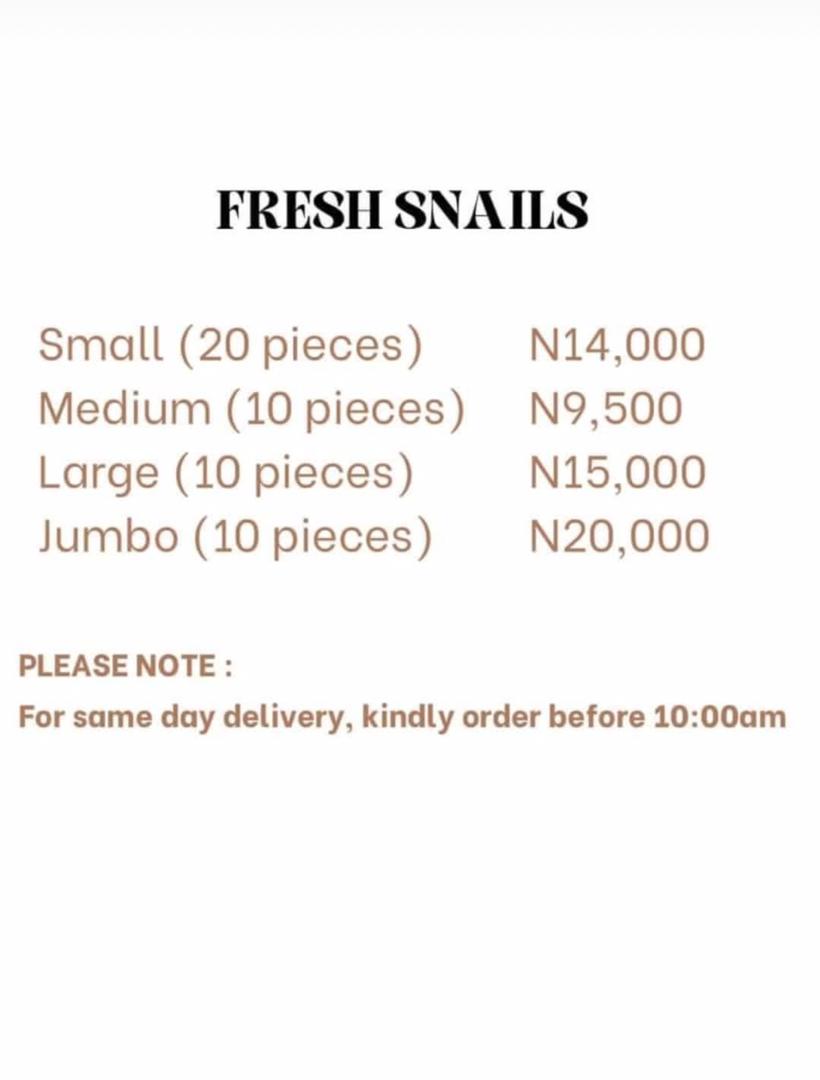 FRESH SNAILS
Small (20 pieces) N14,000
Medium (10 pieces) N9,500
Large (10 pieces) N15,000
Jumbo (10 pieces) N20,000
PLEASE NOTE :
For same day delivery, kindly order before 10:00am